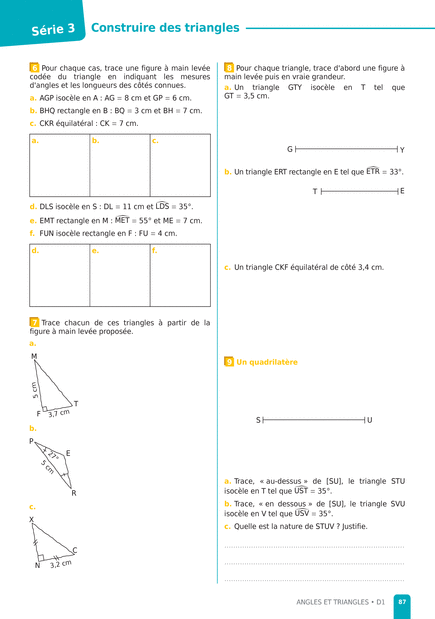 Série 3
Construire des triangles
6 Pour chaque cas, trace une figure à main levée
codée du triangle en indiquant les mesures
d'angles et les longueurs des côtés connues.
a. AGP isocèle en A : AG = 8 cm et GP = 6 cm.
b. BHQ rectangle en B : BQ = 3 cm et BH = 7 cm.
c. CKR équilatéral : CK = 7 cm.
a. b. c.
d. DLS isocèle en S : DL = 11 cm et LDS = 35°.
e. EMT rectangle en M : MET = 55° et ME = 7 cm.
f. FUN isocèle rectangle en F : FU = 4 cm.
d. e. f.
7 Trace chacun de ces triangles à partir de la
figure à main levée proposée.
a.
M
5 cm
T
F 3,7 cm
b.
P
27°
E
5 cm
R
c.
X
C
N 3,2 cm
8 Pour chaque triangle, trace d'abord une figure à
main levée puis en vraie grandeur.
a. Un triangle GTY isocèle en T tel que
GT = 3,5 cm.
G Y
b. Un triangle ERT rectangle en E tel que ETR = 33°.
T E
c. Un triangle CKF équilatéral de côté 3,4 cm.
9 Un quadrilatère
S U
a. Trace, « au-dessus » de [SU], le triangle STU
isocèle en T tel que UST = 35°.
b. Trace, « en dessous » de [SU], le triangle SVU
isocèle en V tel que USV = 35°.
c. Quelle est la nature de STUV ? Justifie.
ANGLES ET TRIANGLES • D1 87